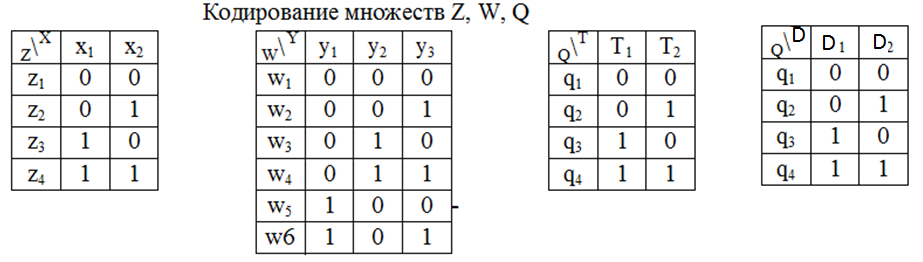 Кодирование множеств Z, W, Q
Z\X x1 x2
z1 0 0
z2 0 1
z3 1 0
z4 1 1
W\Y y1 y2 y3
w1 0 0 0
w2 0 0 1
w3 0 1 0
w4 0 1 1
w5 1 0 0 -
w6 1 0 1
Q\T T1 T2
q1 0 0
q2 0 1
q3 1 0
q4 1 1
Q\D D1 D2
q1 0 0
q2 0 1
q3 1 0
q4 1 1